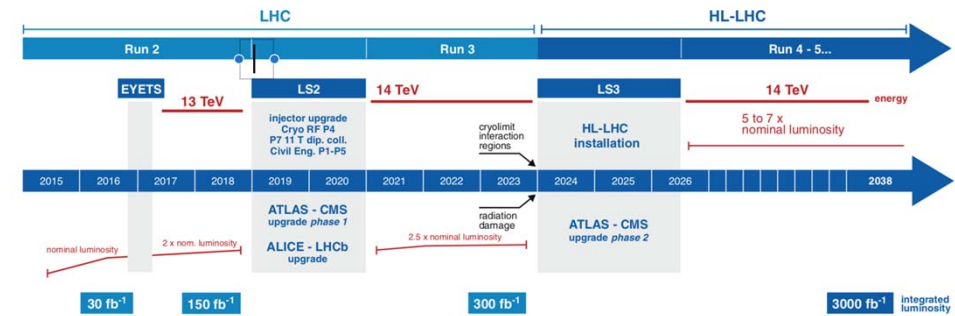 LHC
HL-LHC
Run 2
Run 3
Run 4 - 5...
EYETS
13 TeV
LS2
14 TeV
LS3
14 TeV
energy
injector upgrade
Cryo RF P4
P7 11 T dip. coll.
Civil Eng. P1-P5
cryolimit
interaction
regions
HL-LHC
installation
5 to 7 x
nominal luminosity
2015
2016
2017
2018
2019
2020
2021
2022
2023
2024
2025
2026
2038
ATLAS - CMS
upgrade phase 1
ALICE - LHCb
upgrade
radiation
damage
ATLAS - CMS
upgrade phase 2
nominal luminosity
2 x nom. luminosity
2.5 x nominal luminosity
30 fb-1
150 fb-1
300 fb-1
3000 fb-1
integrated
luminosity